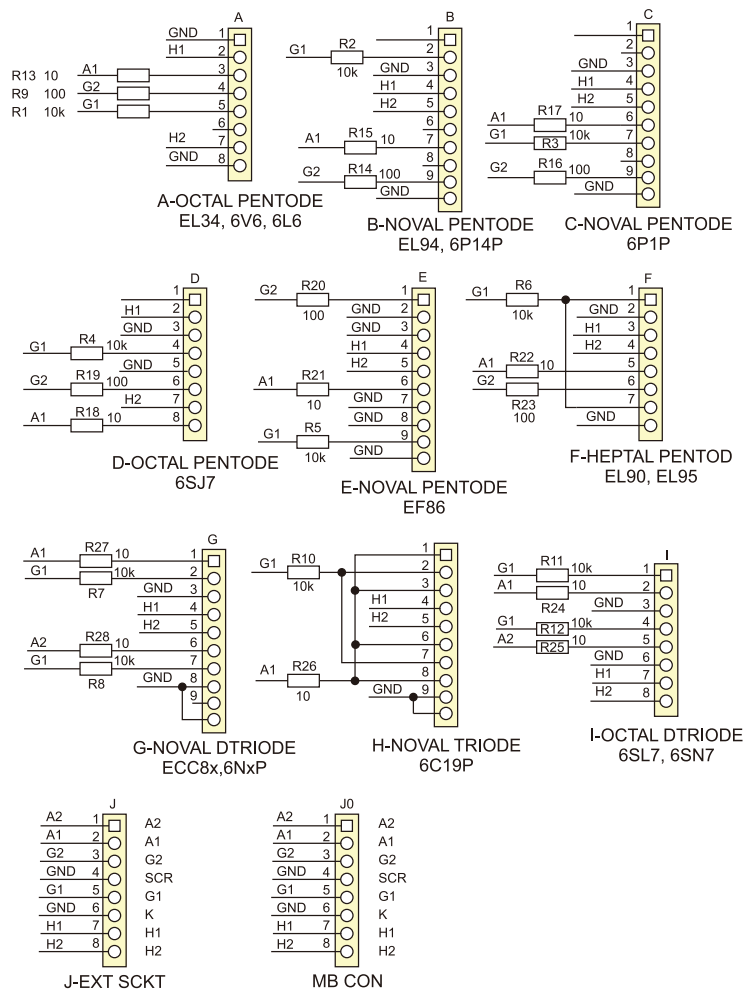 A
GND 1
H1 2
R13 10 A1 3
R9 100 G2 4
R1 10k G1 5
6
H2 7
GND 8
A-OCTAL PENTODE
EL34, 6V6, 6L6
B
1
G1 R2 10k 2
GND 3
H1 4
H2 5
6
A1 R15 10 7
8
G2 R14 100 9
GND
B-NOVAL PENTODE
EL94, 6P14P
C
1
2
GND 3
H1 4
H2 5
A1 R17 10 6
G1 R3 10k 7
8
G2 R16 100 9
GND
C-NOVAL PENTODE
6P1P
D
1
H1 2
GND 3
G1 R4 10k 4
GND 5
G2 R19 100 6
H2 7
A1 R18 10 8
D-OCTAL PENTODE
6SJ7
E
G2 R20 100 1
GND 2
GND 3
H1 4
H2 5
A1 R21 10 6
GND 7
GND 8
G1 R5 10k 9
GND
E-NOVAL PENTODE
EF86
F
G1 R6 10k 1
GND 2
H1 3
H2 4
A1 R22 10 5
G2 R23 100 6
7
GND
F-HEPTAL PENTOD
EL90, EL95
G
A1 R27 10 1
G1 R7 10k 2
GND 3
H1 4
H2 5
A2 R28 10 6
G1 R8 10k 7
GND 8
9
G-NOVAL DTRIODE
ECC8x,6NxP
H
1
G1 R10 10k 2
3
H1 4
H2 5
6
7
A1 R26 10 8
GND 9
H-NOVAL TRIODE
6C19P
I
G1 R11 10k 1
A1 R24 10 2
GND 3
G1 R12 10k 4
A2 R25 10 5
GND 6
H1 7
H2 8
I-OCTAL DTRIODE
6SL7, 6SN7
J
A2 1 A2
A1 2 A1
G2 3 G2
GND 4 SCR
G1 5 G1
GND 6 K
H1 7 H1
H2 8 H2
J-EXT SCKT
J0
A2 1 A2
A1 2 A1
G2 3 G2
GND 4 SCR
G1 5 G1
GND 6 K
H1 7 H1
H2 8 H2
MB CON